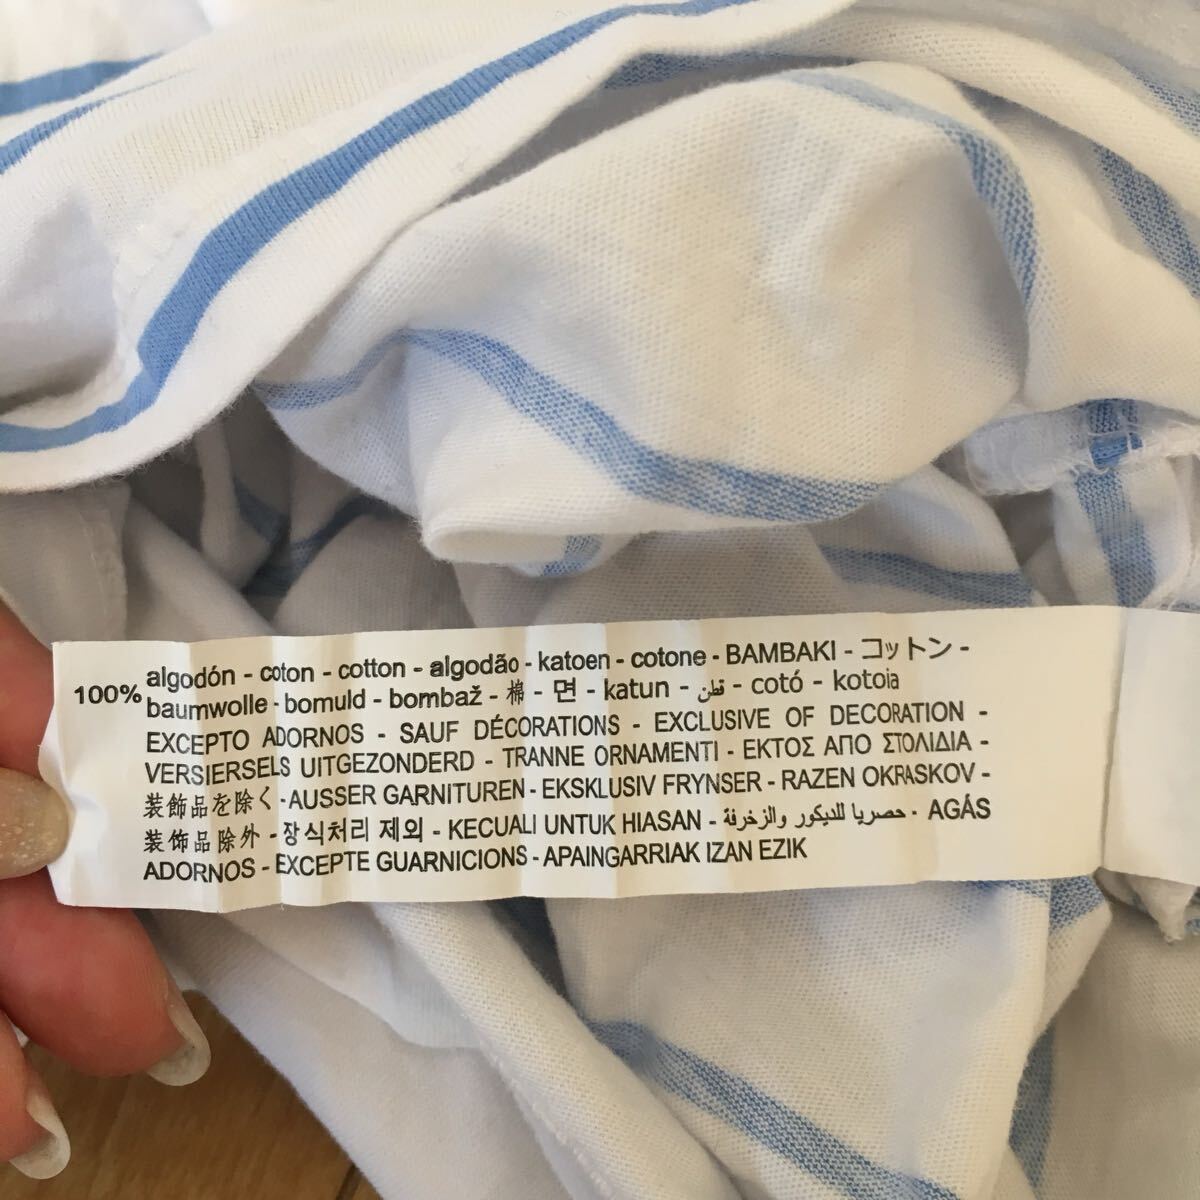 100% algodón - coton - cotton - algodão - katoen - cotone - BAMBAKI - コットン -
baumwolle - bomuld - bombaž - 棉 - 면 - katun - قطن - cotó - kotoia
EXCEPTO ADORNOS - SAUF DÉCORATIONS - EXCLUSIVE OF DECORATION -
VERSIERSELS UITGEZONDERD - TRANNE ORNAMENTI - ΕΚΤΟΣ ΑΠΟ ΣΤΟΛΙΔΙΑ -
装飾品を除く - AUSSER GARNITUREN - EKSKLUSIV FRYNSER - RAZEN OKRASKOV -
装飾品除外 - 장식처리 제외 - KECUALI UNTUK HIASAN - حصريا للديكور والزخرفة - AGÁS
ADORNOS - EXCEPTE GUARNICIONS - APAINGARRIAK IZAN EZIK